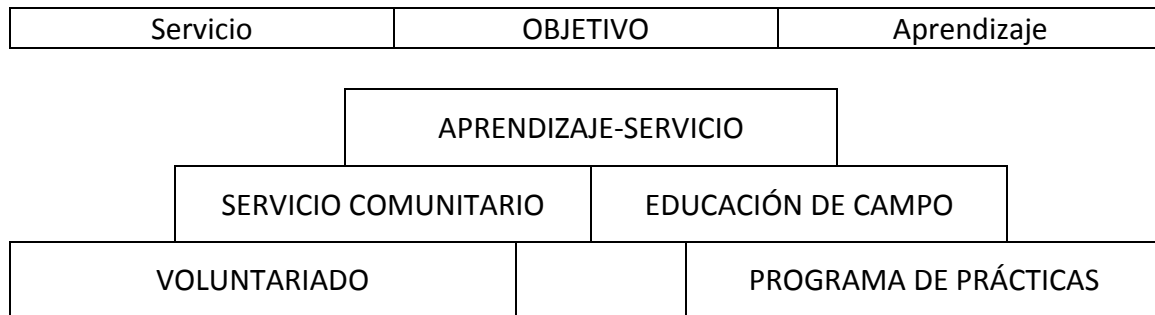 Servicio OBJETIVO Aprendizaje
APRENDIZAJE-SERVICIO
SERVICIO COMUNITARIO EDUCACIÓN DE CAMPO
VOLUNTARIADO PROGRAMA DE PRÁCTICAS